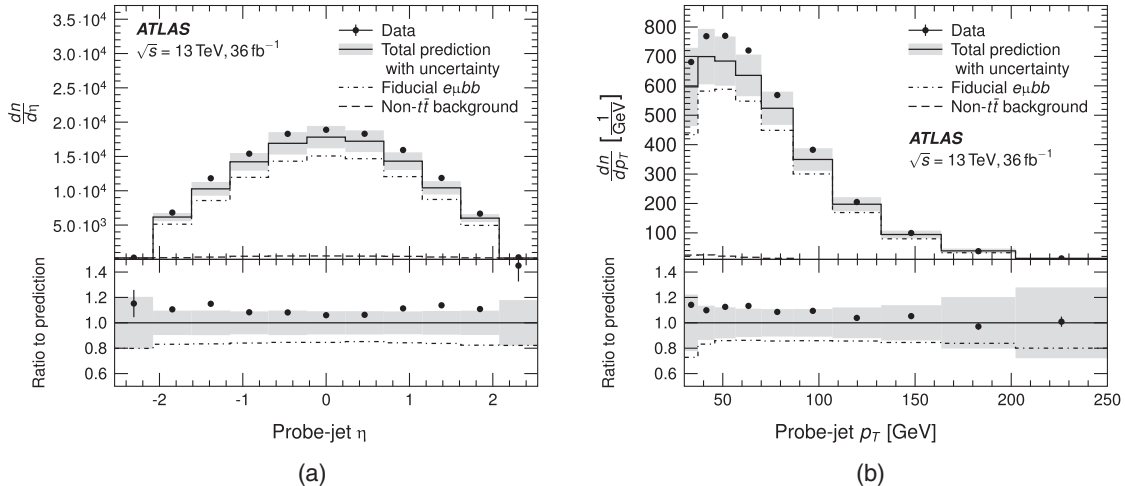 ATLAS
√s = 13 TeV, 36 fb⁻¹
Data
Total prediction
with uncertainty
Fiducial eμbb
Non-tt̄ background
dn/dη
3.5·10⁴
3.0·10⁴
2.5·10⁴
2.0·10⁴
1.5·10⁴
1.0·10⁴
5.0·10³
Ratio to prediction
1.4
1.2
1.0
0.8
0.6
-2 -1 0 1 2
Probe-jet η
(a)
Data
Total prediction
with uncertainty
Fiducial eμbb
Non-tt̄ background
ATLAS
√s = 13 TeV, 36 fb⁻¹
dn/dp_T [1/GeV]
800
700
600
500
400
300
200
100
Ratio to prediction
1.4
1.2
1.0
0.8
0.6
50 100 150 200 250
Probe-jet p_T [GeV]
(b)